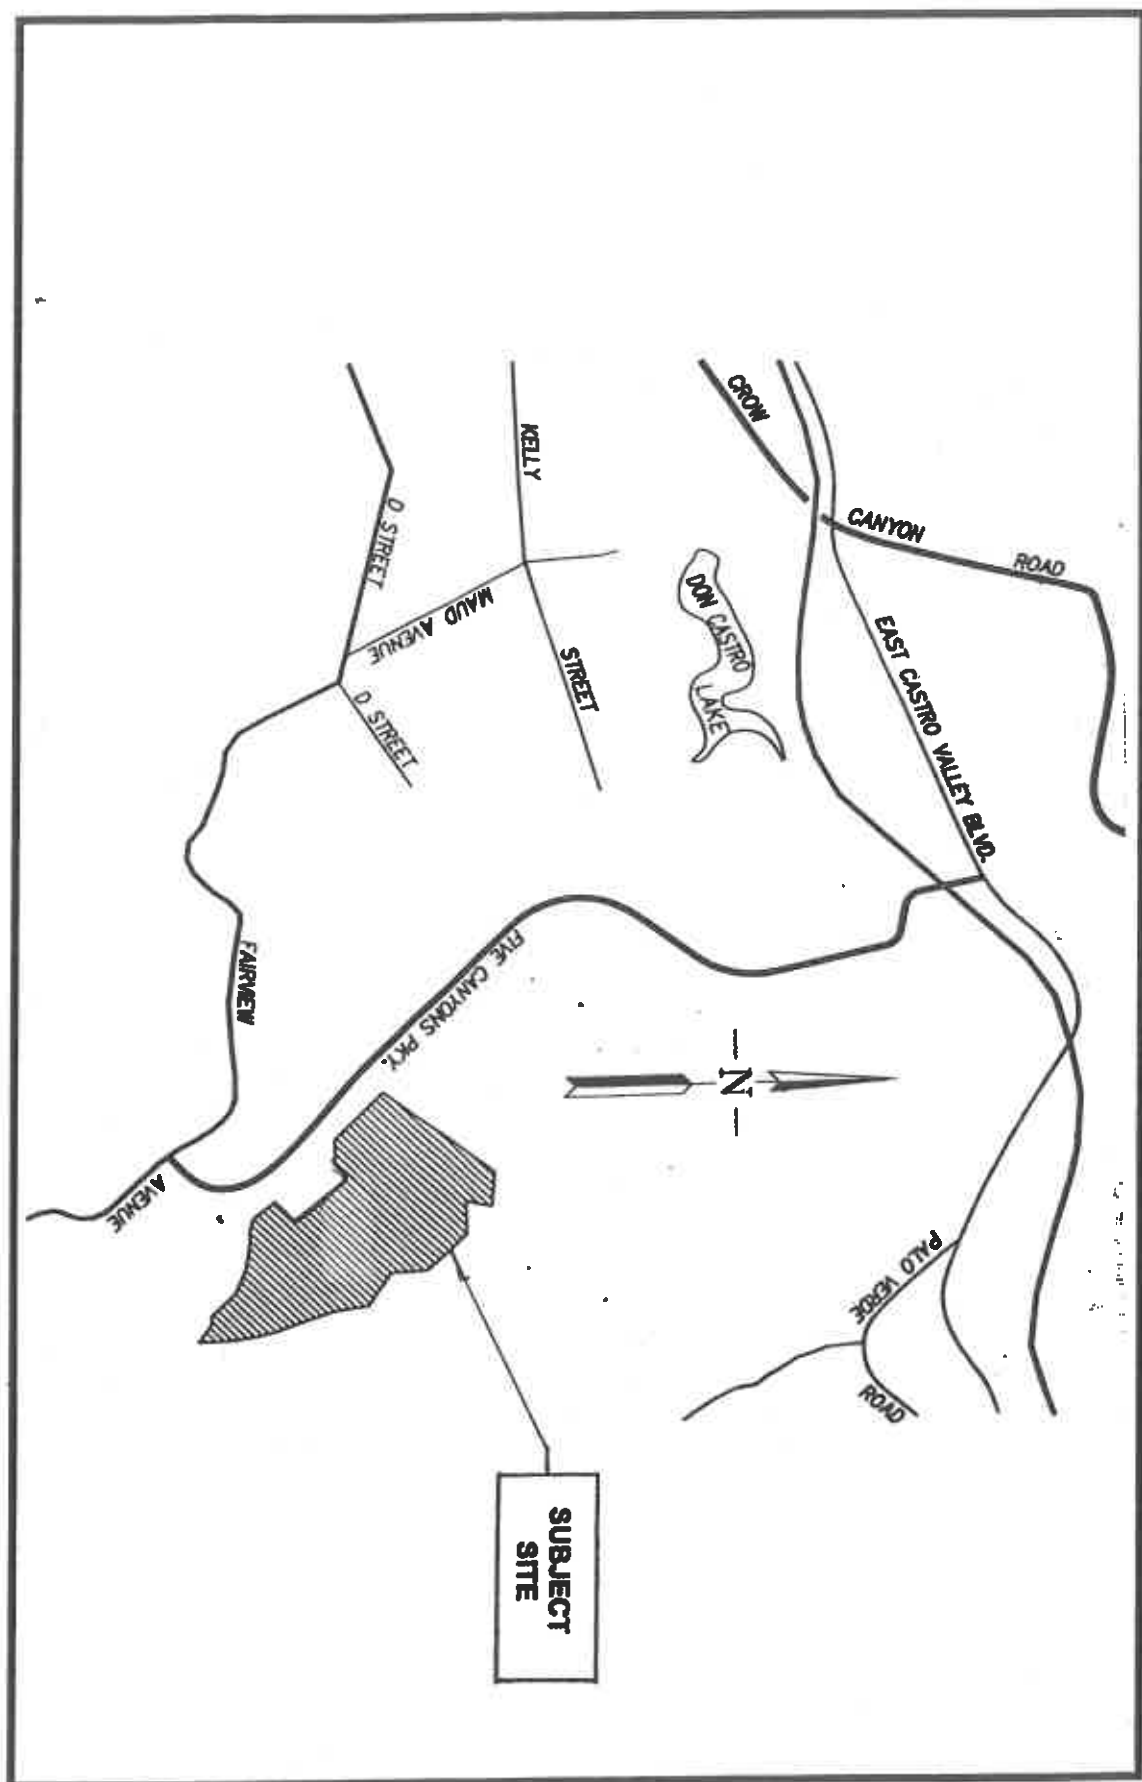 CROW
CANYON
ROAD
EAST CASTRO VALLEY BLVD.
DON CASTRO
LAKE
KELLY
STREET
MAUD AVENUE
D STREET
D STREET
FAIRVIEW
AVENUE
FIVE CANYONS PKY.
N
PALO VERDE
ROAD
SUBJECT
SITE